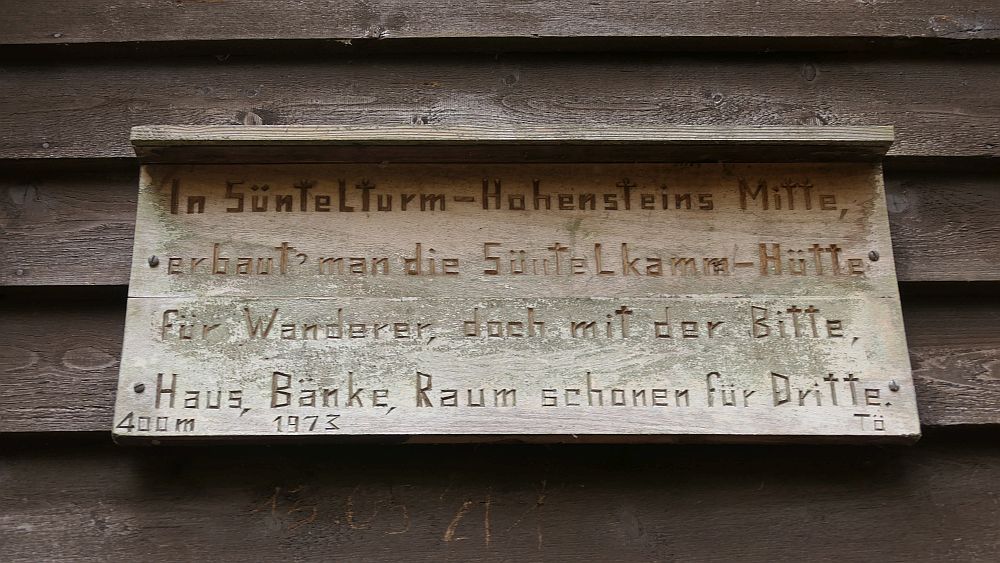 In Süntelturm-Hohensteins Mitte,
erbaut' man die Süntelkamm-Hütte
für Wanderer, doch mit der Bitte,
Haus, Bänke, Raum schonen für Dritte.
400m 1973 Tö